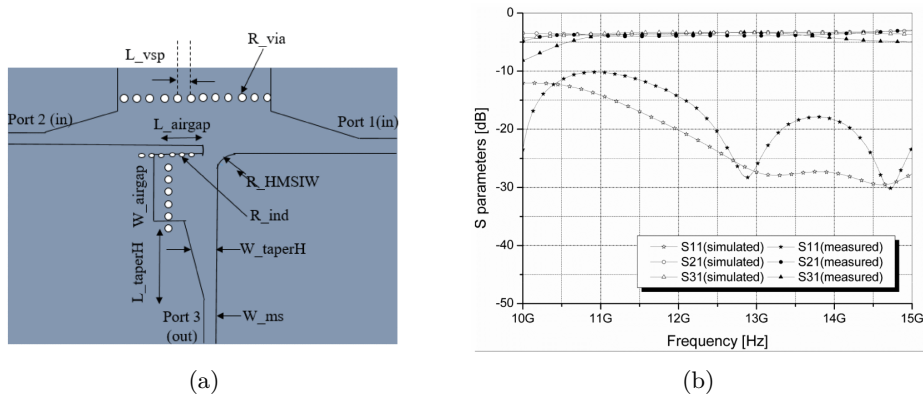 L_vsp
R_via
Port 2 (in)
L_airgap
Port 1(in)
R_HMSIW
W_airgap
R_ind
L_taperH
W_taperH
Port 3
(out)
W_ms
(a)
S parameters [dB]
0
-10
-20
-30
-40
-50
S11(simulated) S11(measured)
S21(simulated) S21(measured)
S31(simulated) S31(measured)
10G 11G 12G 13G 14G 15G
Frequency [Hz]
(b)